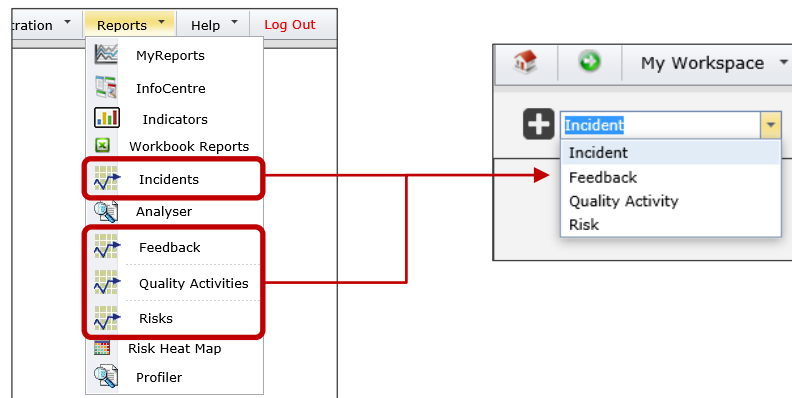 ration Reports Help Log Out
MyReports
InfoCentre
Indicators
Workbook Reports
Incidents
Analyser
Feedback
Quality Activities
Risks
Risk Heat Map
Profiler
My Workspace
Incident
Incident
Feedback
Quality Activity
Risk